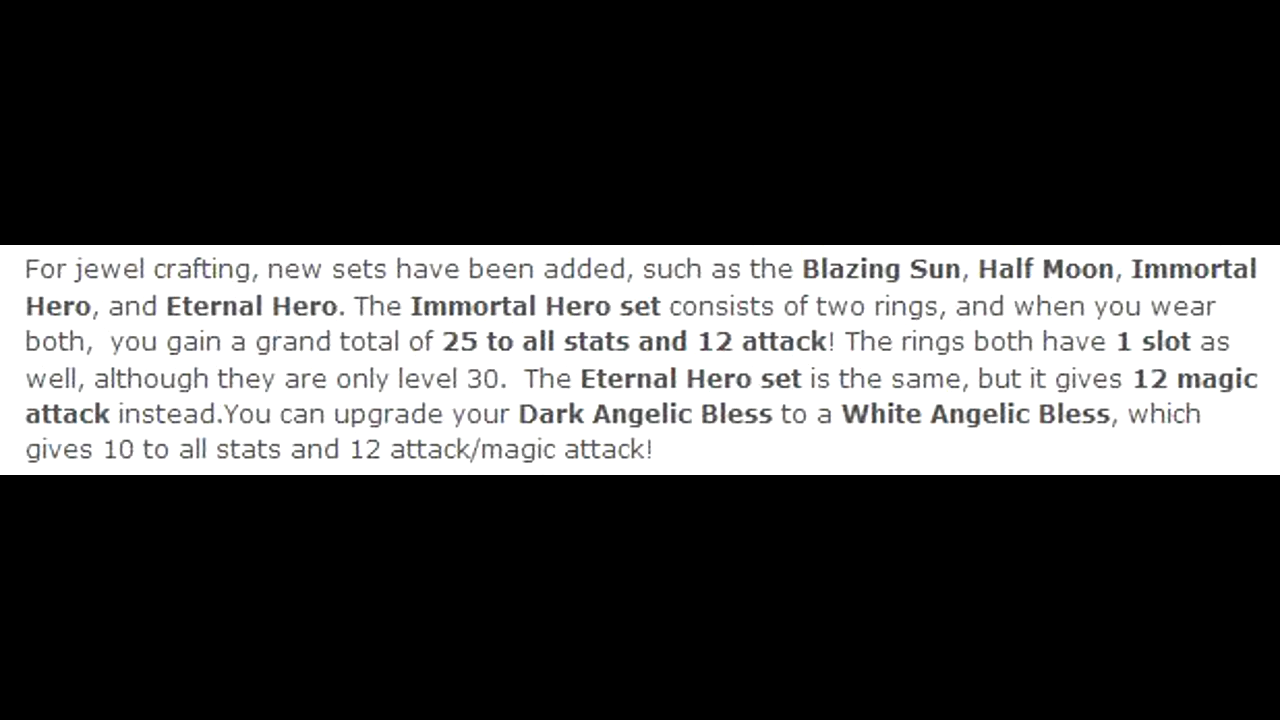 For jewel crafting, new sets have been added, such as the Blazing Sun, Half Moon, Immortal
Hero, and Eternal Hero. The Immortal Hero set consists of two rings, and when you wear
both,  you gain a grand total of 25 to all stats and 12 attack! The rings both have 1 slot as
well, although they are only level 30.  The Eternal Hero set is the same, but it gives 12 magic
attack instead.You can upgrade your Dark Angelic Bless to a White Angelic Bless, which
gives 10 to all stats and 12 attack/magic attack!